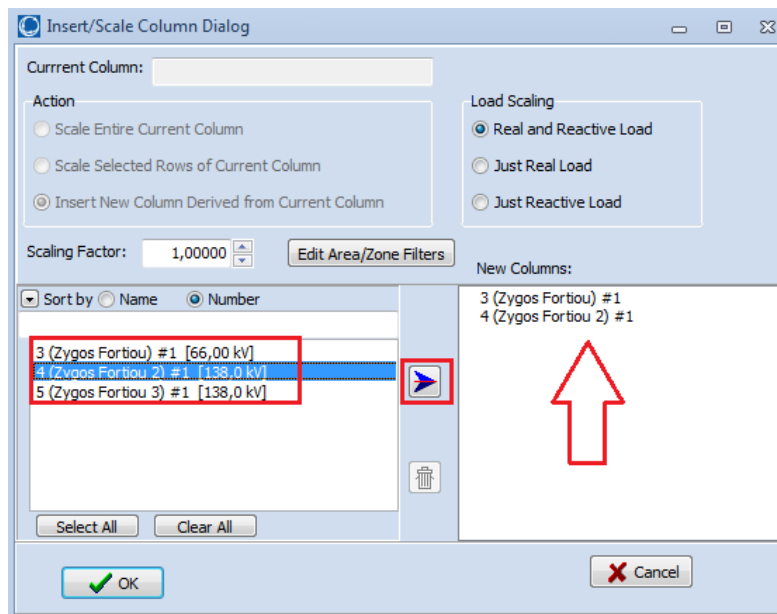 Insert/Scale Column Dialog
Currrent Column:
Action
Scale Entire Current Column
Scale Selected Rows of Current Column
Insert New Column Derived from Current Column
Load Scaling
Real and Reactive Load
Just Real Load
Just Reactive Load
Scaling Factor: 1,00000 Edit Area/Zone Filters
New Columns:
Sort by Name Number
3 (Zygos Fortiou) #1 [66,00 kV]
4 (Zygos Fortiou 2) #1 [138,0 kV]
5 (Zygos Fortiou 3) #1 [138,0 kV]
3 (Zygos Fortiou) #1
4 (Zygos Fortiou 2) #1
Select All Clear All
OK Cancel